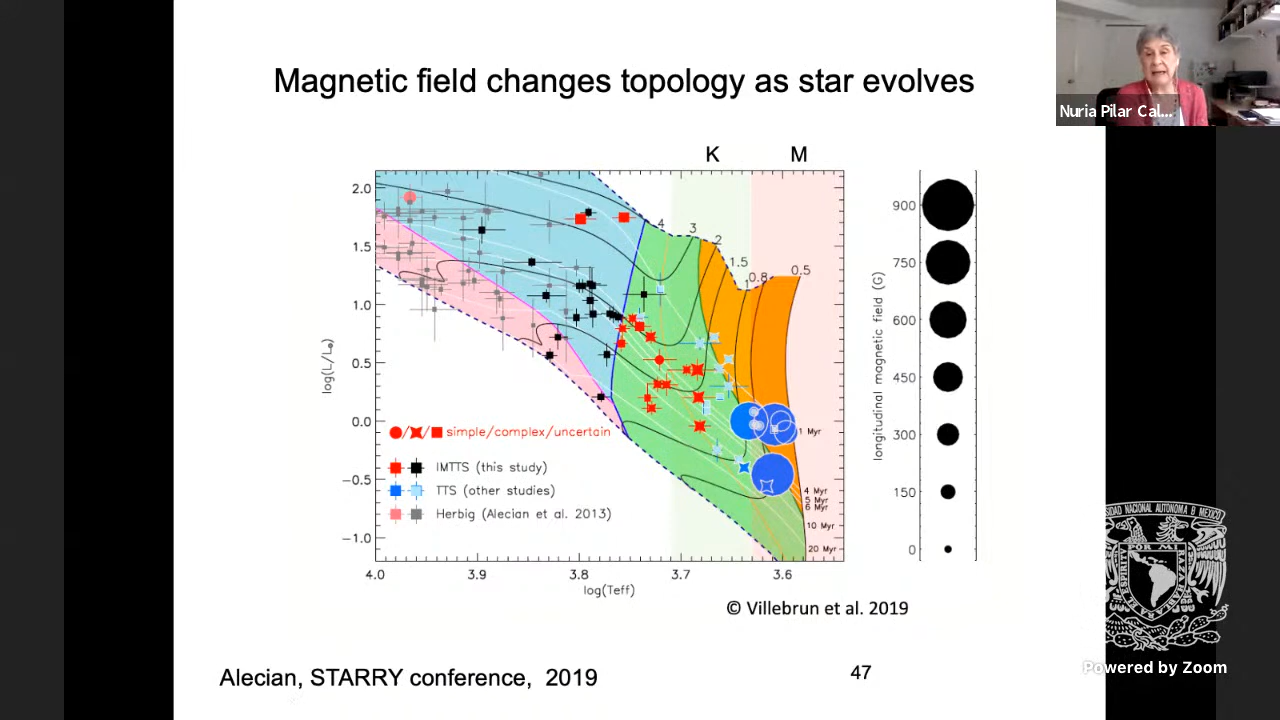 Magnetic field changes topology as star evolves
Nuria Pilar Cal...
K M
2.0
1.5
1.0
0.5
0.0
−0.5
−1.0
log(L/L⊙)
4 3 2 1.5 1 0.8 0.5
simple/complex/uncertain
IMTTS (this study)
TTS (other studies)
Herbig (Alecian et al. 2013)
1 Myr
4 Myr
5 Myr
6 Myr
10 Myr
20 Myr
4.0 3.9 3.8 3.7 3.6
log(Teff)
longitudinal magnetic field (G)
900
750
600
450
300
150
0
© Villebrun et al. 2019
Alecian, STARRY conference, 2019
47
POR MI
Powered by Zoom